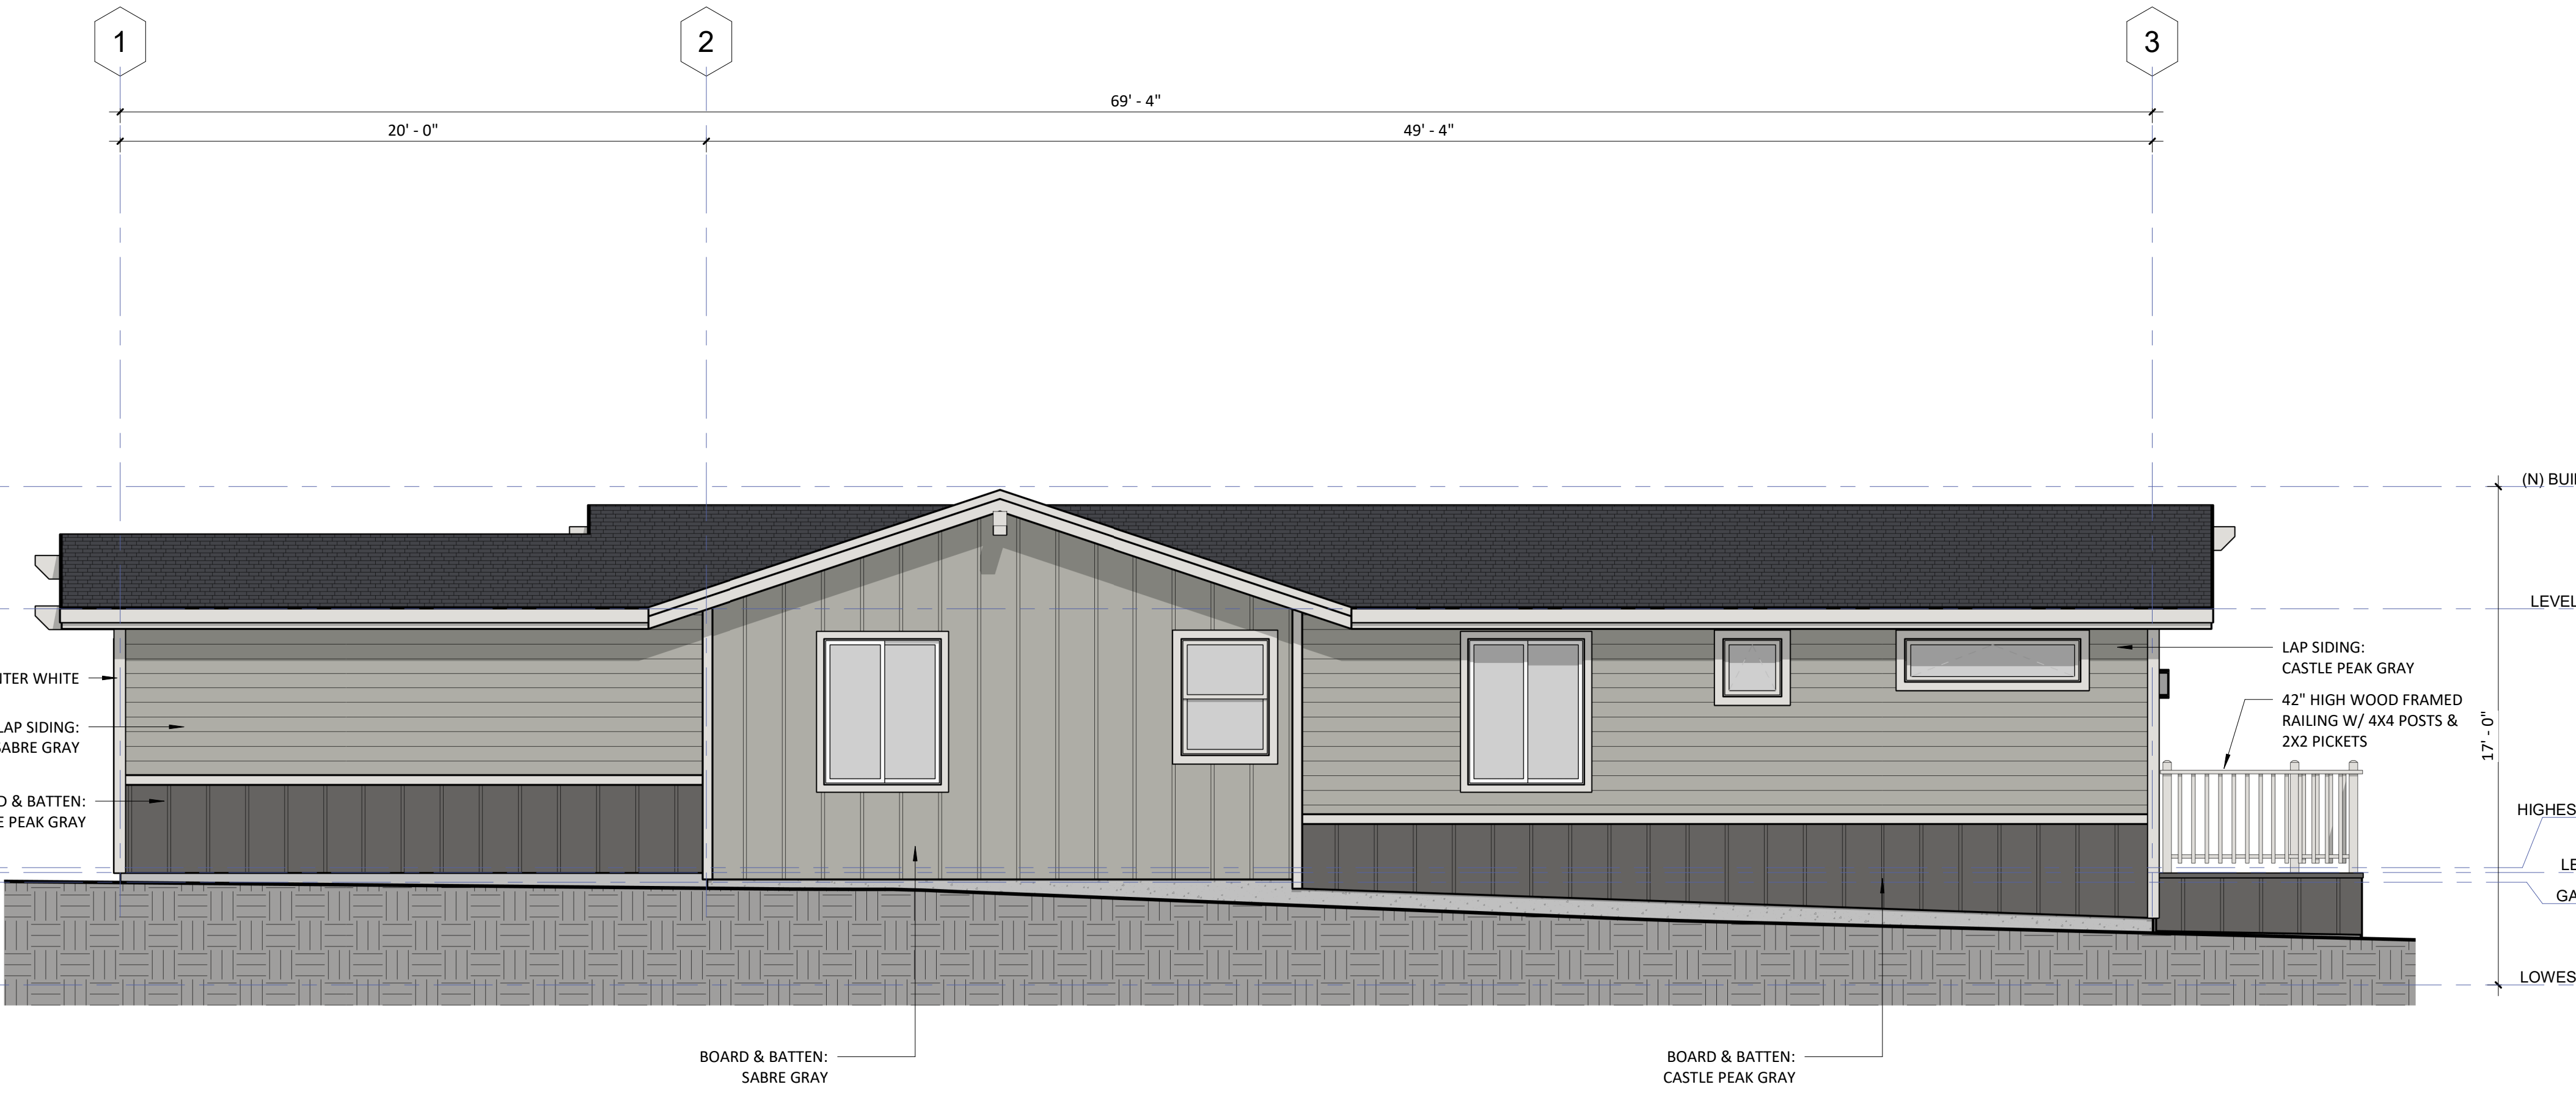 1
2
3
69' - 4"
20' - 0"
49' - 4"
(N) BUI
LEVEL
LAP SIDING:
CASTLE PEAK GRAY
42" HIGH WOOD FRAMED
RAILING W/ 4X4 POSTS &
2X2 PICKETS
17' - 0"
HIGHES
LE
GA
LOWES
NTER WHITE
LAP SIDING:
SABRE GRAY
D & BATTEN:
E PEAK GRAY
BOARD & BATTEN:
SABRE GRAY
BOARD & BATTEN:
CASTLE PEAK GRAY